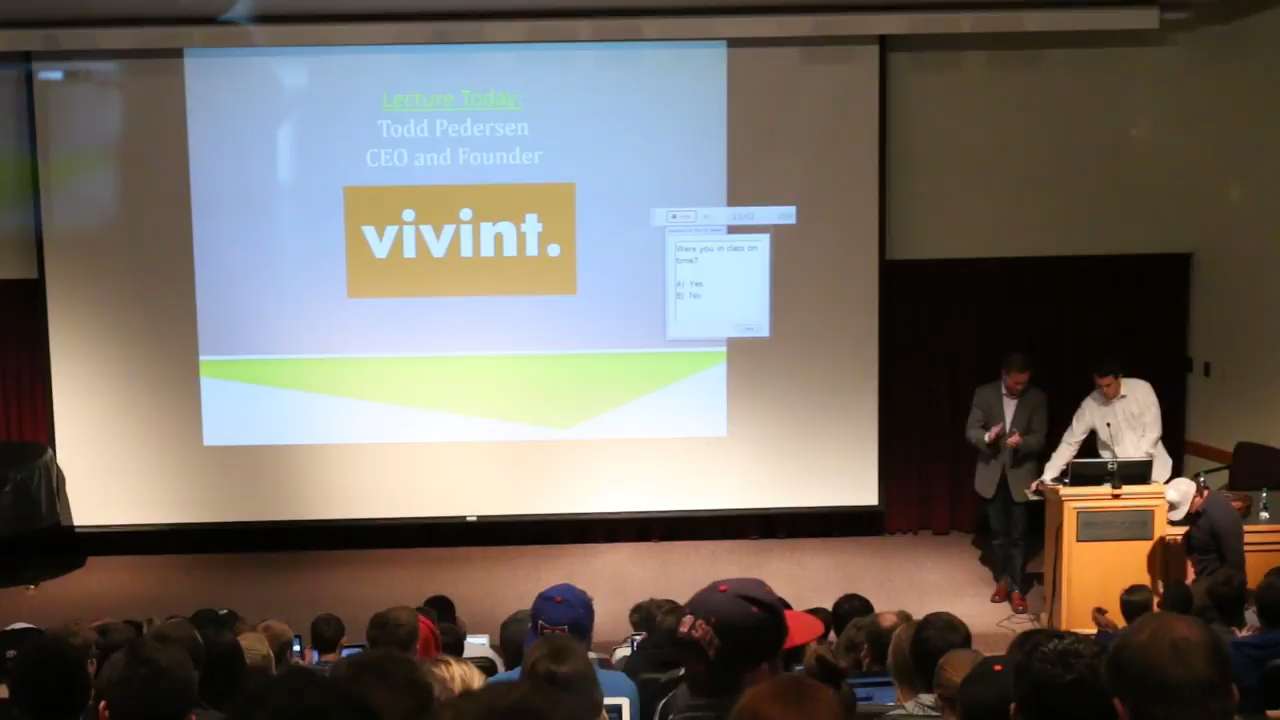 Lecture Today:
Todd Pedersen
CEO and Founder
vivint.
Were you in class on
time?
A) Yes
B) No